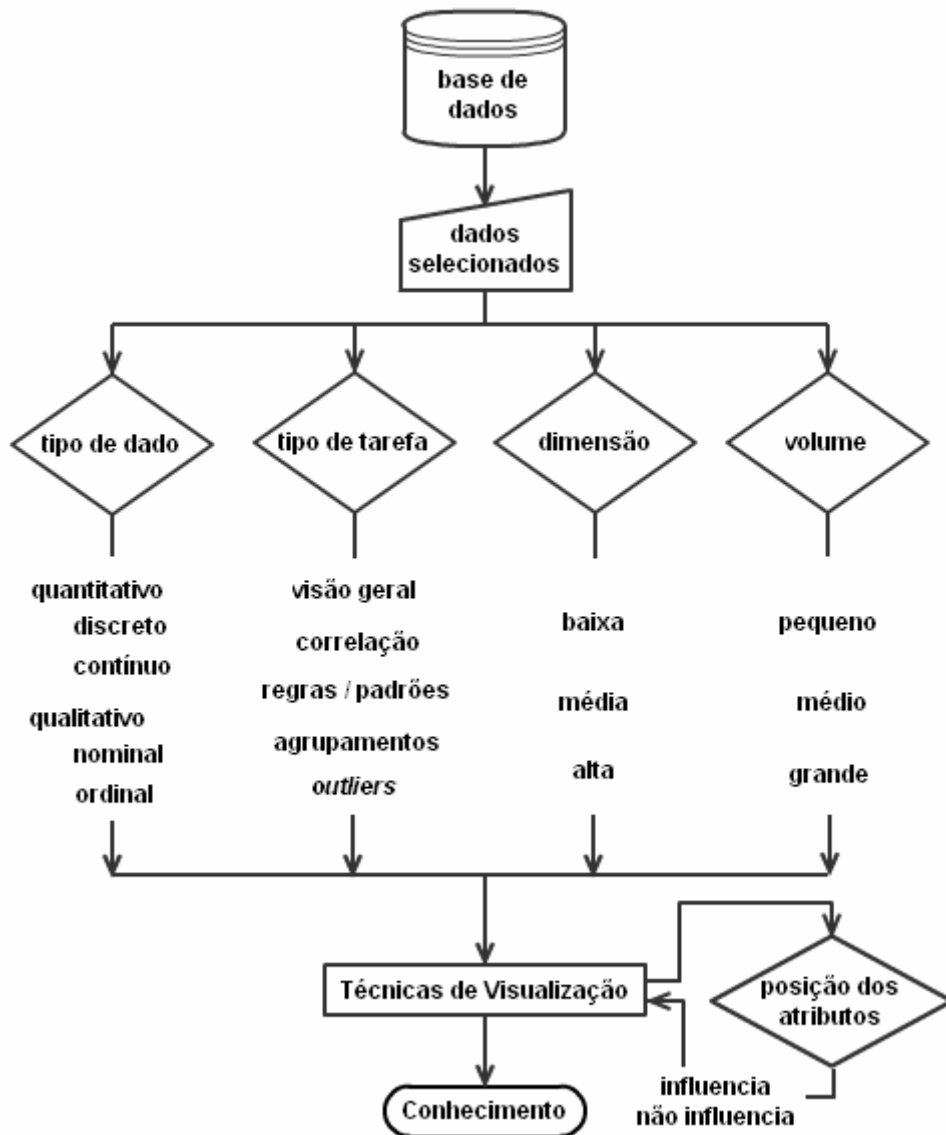 base de
dados
dados
selecionados
tipo de dado
tipo de tarefa
dimensão
volume
quantitativo
discreto
contínuo
qualitativo
nominal
ordinal
visão geral
correlação
regras / padrões
agrupamentos
outliers
baixa
média
alta
pequeno
médio
grande
Técnicas de Visualização
posição dos
atributos
influencia
não influencia
Conhecimento